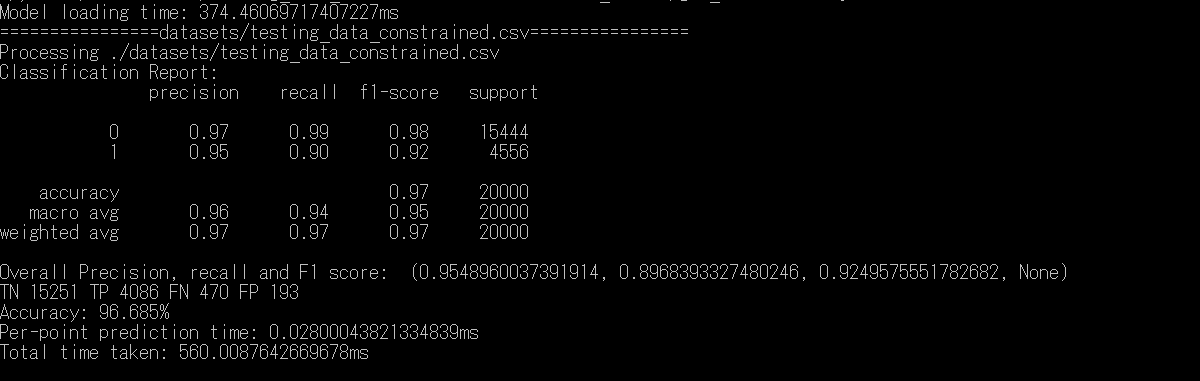 Model loading time: 374.46069717407227ms
================datasets/testing_data_constrained.csv================
Processing ./datasets/testing_data_constrained.csv
Classification Report:
precision recall f1-score support
0 0.97 0.99 0.98 15444
1 0.95 0.90 0.92 4556
accuracy 0.97 20000
macro avg 0.96 0.94 0.95 20000
weighted avg 0.97 0.97 0.97 20000
Overall Precision, recall and F1 score: (0.9548960037391914, 0.8968393327480246, 0.9249575551782682, None)
TN 15251 TP 4086 FN 470 FP 193
Accuracy: 96.685%
Per-point prediction time: 0.02800043821334839ms
Total time taken: 560.0087642669678ms